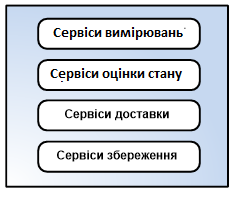 Сервіси вимірювань
Сервіси оцінки стану
Сервіси доставки
Сервіси збереження